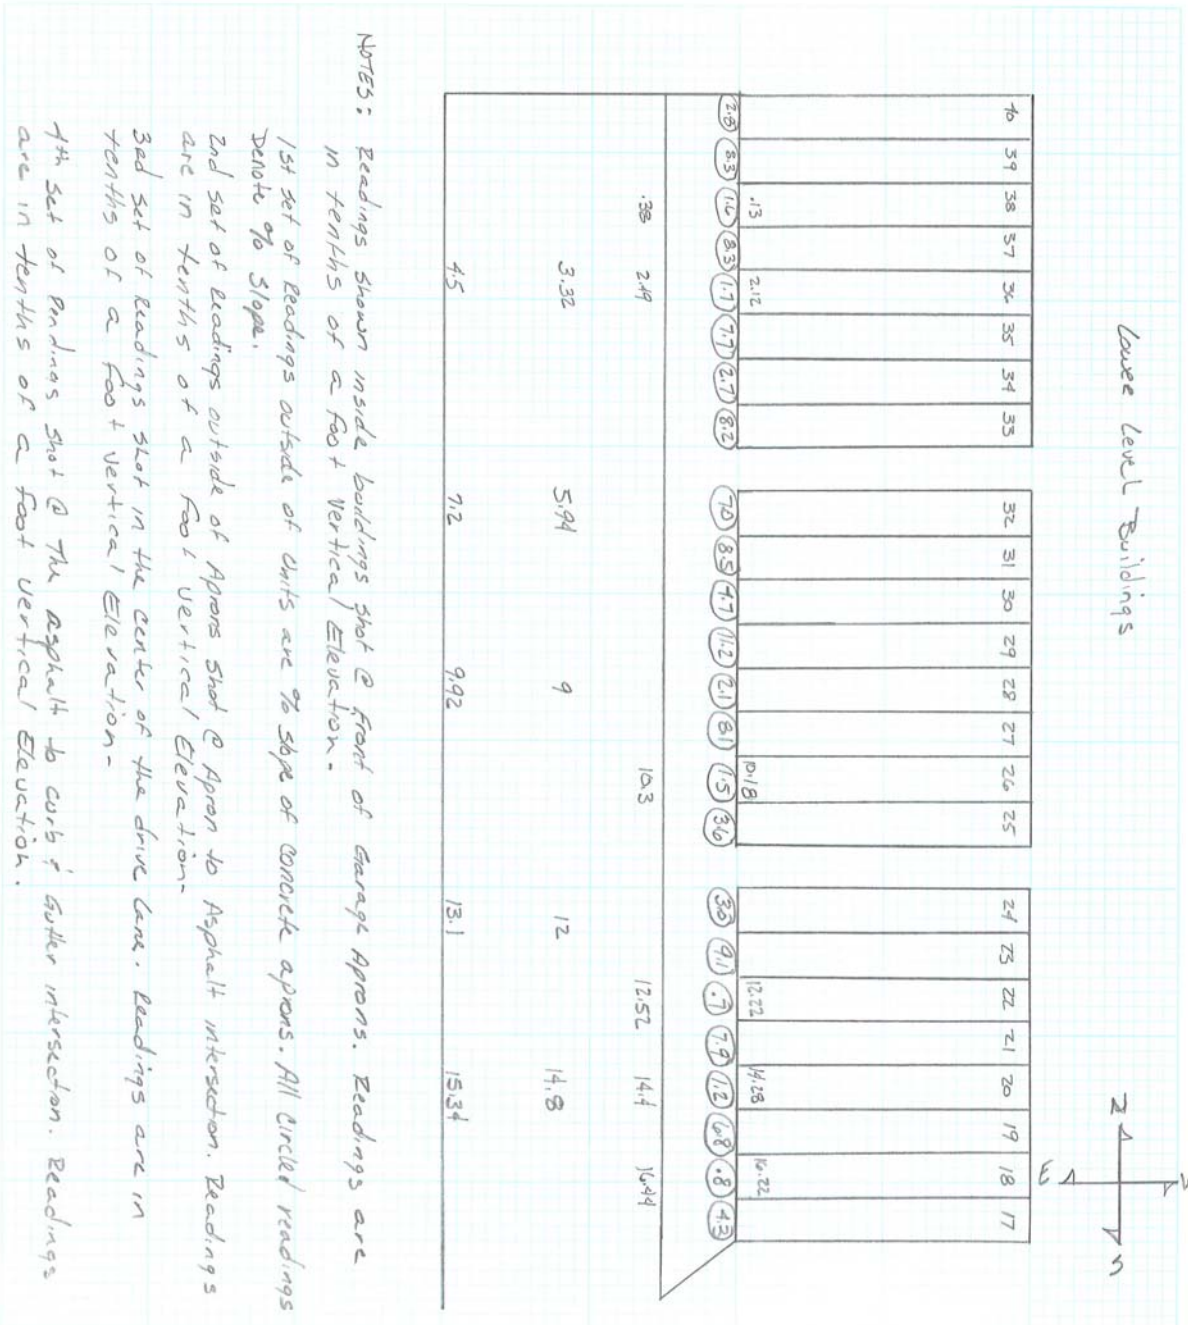 Lower Level Buildings
N
S
E
40 39 38 37 36 35 34 33 32 31 30 29 28 27 26 25 24 23 22 21 20 19 18 17
.13 2.12 10.18 12.22 14.28 16.22
8.3 1.6 8.3 1.7 7.7 2.7 8.2 8.5 4.7 11.2 2.1 8.1 1.5 3.6 9.1 .7 7.9 1.2 6.8 .8 4.3
.38 2.49 10.3 12.52 14.4 16.44
3.32 5.94 9 12 14.8
4.5 7.2 9.92 13.1 15.34
NOTES: Readings shown inside buildings shot @ front of Garage Aprons. Readings are
in tenths of a foot Vertical Elevation.
1st set of Readings outside of Units are % slope of concrete aprons. All Circled readings
Denote % Slope.
2nd set of Readings outside of Aprons shot @ Apron to Asphalt intersection. Readings
are in tenths of a foot vertical Elevation-
3rd set of Readings shot in the center of the drive lane. Readings are in
tenths of a foot vertical Elevation-
4th set of Readings shot @ The asphalt to curb & Gutter intersection. Readings
are in tenths of a foot vertical Elevation.